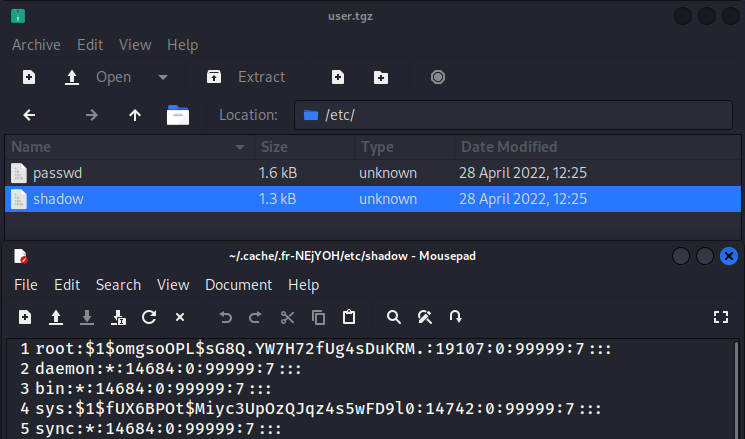 user.tgz
Archive Edit View Help
Open Extract
Location: /etc/
Name Size Type Date Modified
passwd 1.6 kB unknown 28 April 2022, 12:25
shadow 1.3 kB unknown 28 April 2022, 12:25
~/.cache/.fr-NEjYOH/etc/shadow - Mousepad
File Edit Search View Document Help
1 root:$1$omgsoOPL$sG8Q.YW7H72fUg4sDuKRM.:19107:0:99999:7:::
2 daemon:*:14684:0:99999:7:::
3 bin:*:14684:0:99999:7:::
4 sys:$1$fUX6BPOt$Miyc3UpOzQJqz4s5wFD9l0:14742:0:99999:7:::
5 sync:*:14684:0:99999:7:::